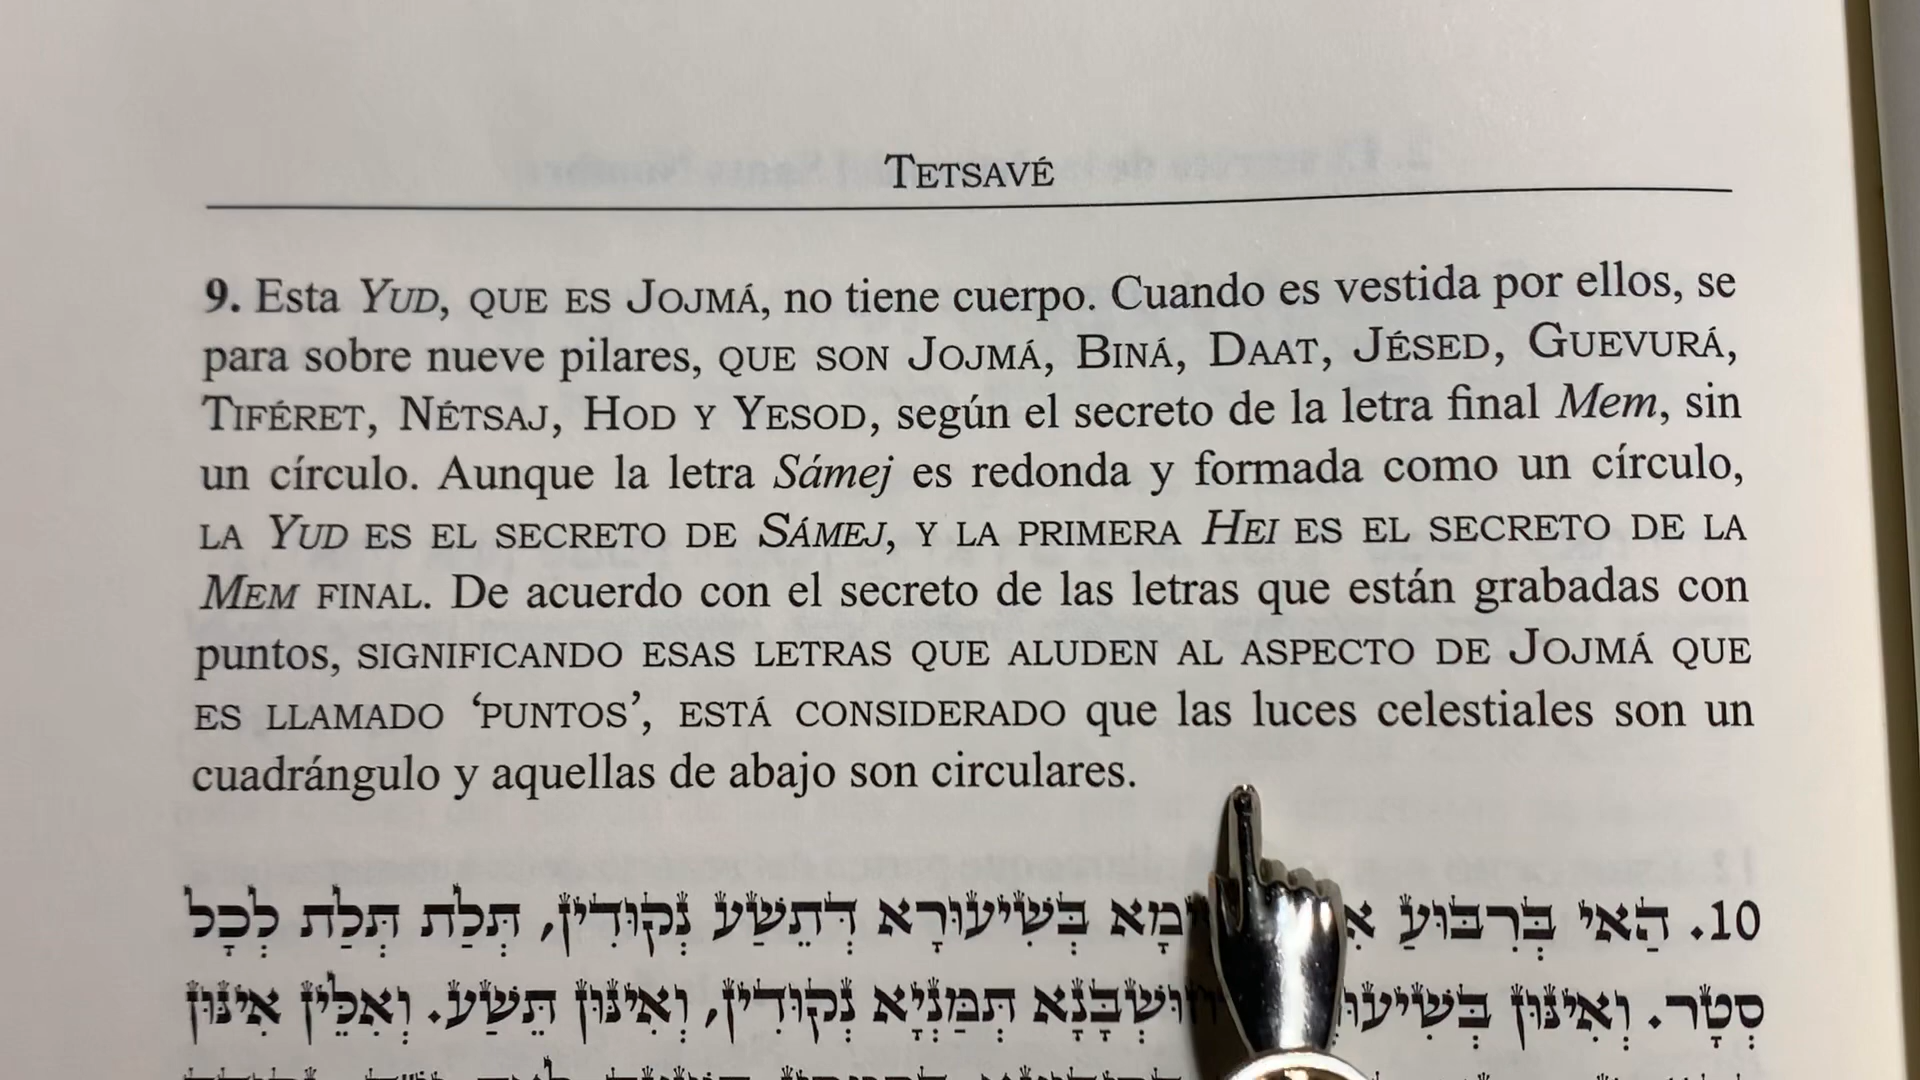 TETSAVÉ
9. Esta YUD, QUE ES JOJMÁ, no tiene cuerpo. Cuando es vestida por ellos, se
para sobre nueve pilares, QUE SON JOJMÁ, BINÁ, DAAT, JÉSED, GUEVURÁ,
TIFÉRET, NÉTSAJ, HOD Y YESOD, según el secreto de la letra final Mem, sin
un círculo. Aunque la letra Sámej es redonda y formada como un círculo,
LA YUD ES EL SECRETO DE SÁMEJ, Y LA PRIMERA HEI ES EL SECRETO DE LA
MEM FINAL. De acuerdo con el secreto de las letras que están grabadas con
puntos, SIGNIFICANDO ESAS LETRAS QUE ALUDEN AL ASPECTO DE JOJMÁ QUE
ES LLAMADO ‘PUNTOS’, ESTÁ CONSIDERADO que las luces celestiales son un
cuadrángulo y aquellas de abajo son circulares.
10. הַאי בְּרִבּוּעַ בְּשִׁיעוּרָא דְּתֵשַׁע נְקוּדִין, תְּלַת תְּלַת לְכָל
סְטָר. וְאִינּוּן תְּמַנְיָא נְקוּדִין, וְאִינּוּן תֵּשַׁע. וְאִלֵּין אִינּוּן